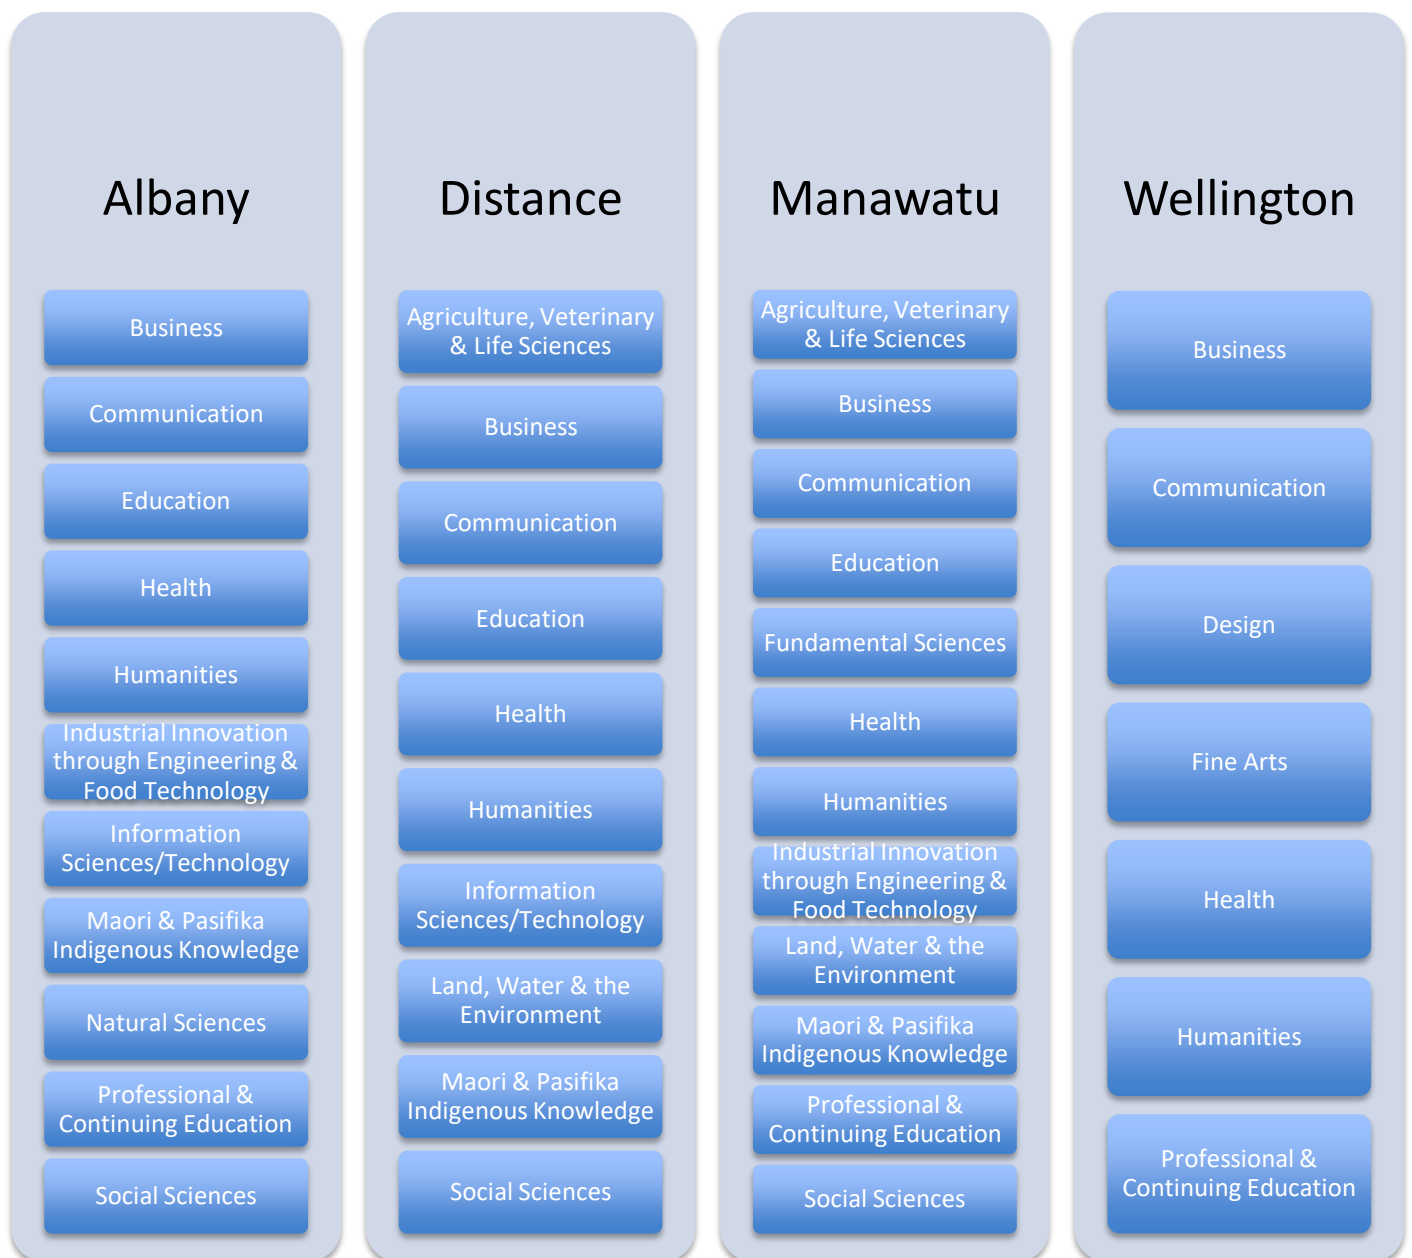 Albany
Business
Communication
Education
Health
Humanities
Industrial Innovation
through Engineering &
Food Technology
Information
Sciences/Technology
Maori & Pasifika
Indigenous Knowledge
Natural Sciences
Professional &
Continuing Education
Social Sciences
Distance
Agriculture, Veterinary
& Life Sciences
Business
Communication
Education
Health
Humanities
Information
Sciences/Technology
Land, Water & the
Environment
Maori & Pasifika
Indigenous Knowledge
Social Sciences
Manawatu
Agriculture, Veterinary
& Life Sciences
Business
Communication
Education
Fundamental Sciences
Health
Humanities
Industrial Innovation
through Engineering &
Food Technology
Land, Water & the
Environment
Maori & Pasifika
Indigenous Knowledge
Professional &
Continuing Education
Social Sciences
Wellington
Business
Communication
Design
Fine Arts
Health
Humanities
Professional &
Continuing Education